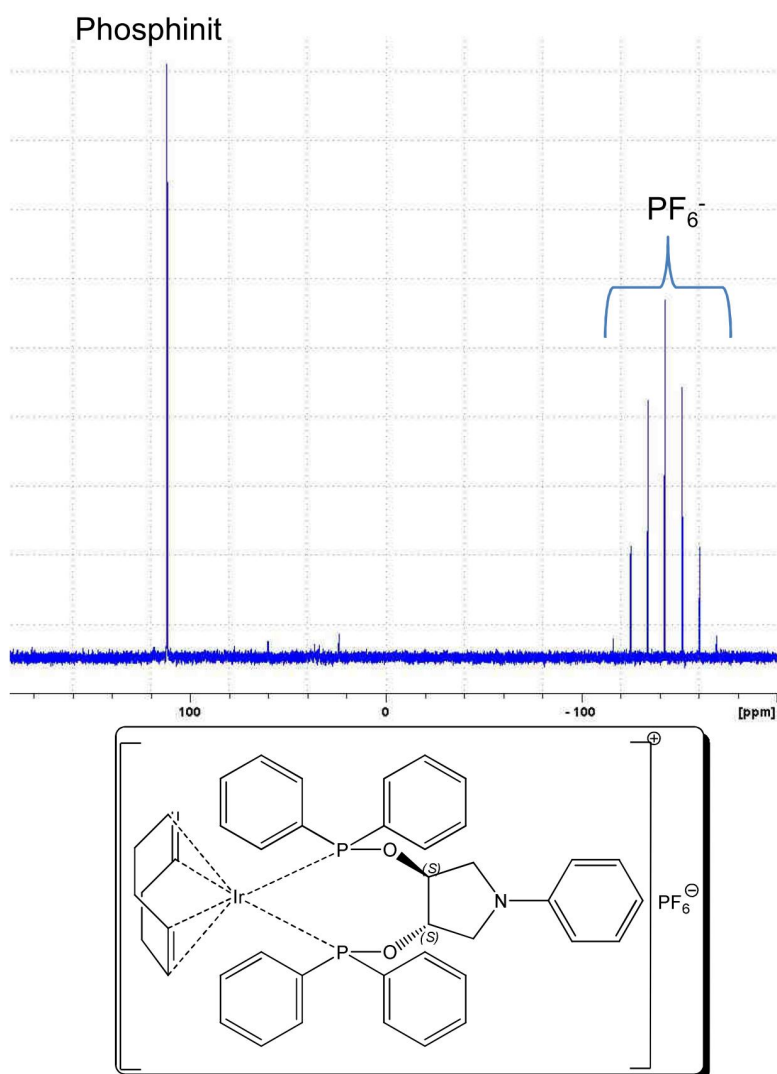 Phosphinit
PF6-
100 0 -100 [ppm]
⊕
P O (S)
Ir N PF6⊖
P O (S)